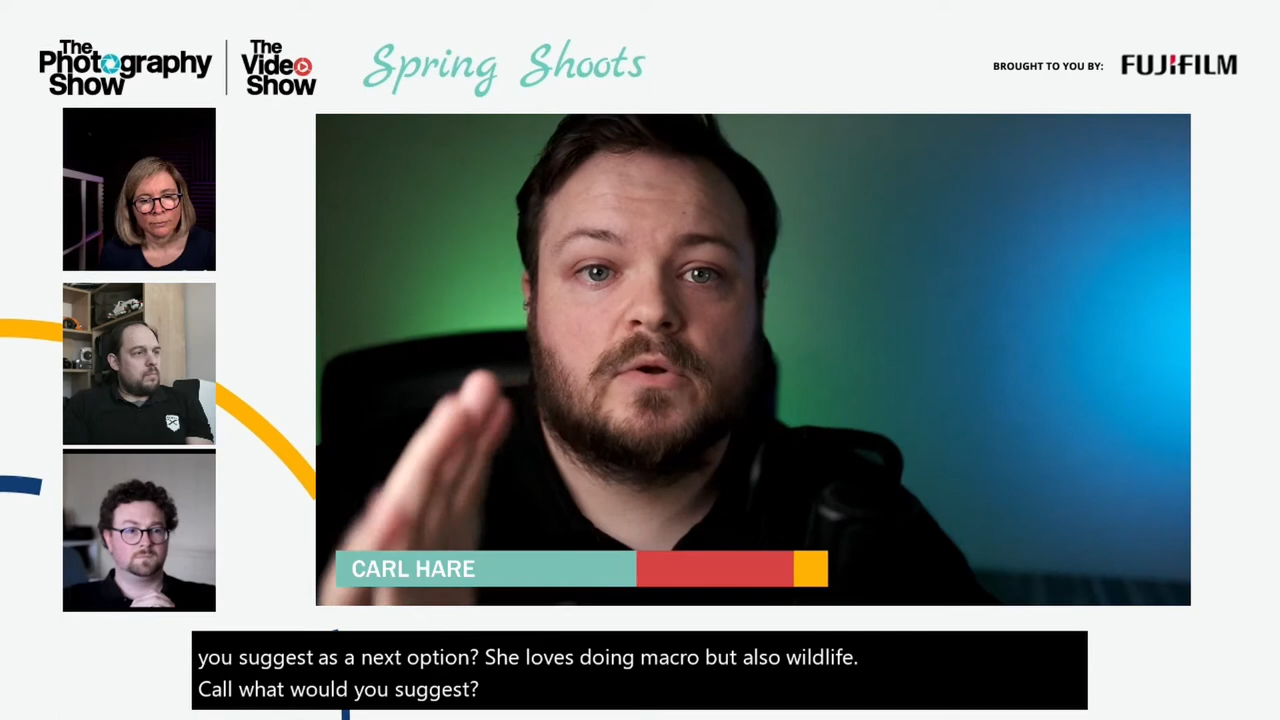 The
Photography
Show
The
Video
Show
Spring Shoots
BROUGHT TO YOU BY: FUJIFILM
CARL HARE
you suggest as a next option? She loves doing macro but also wildlife.
Call what would you suggest?